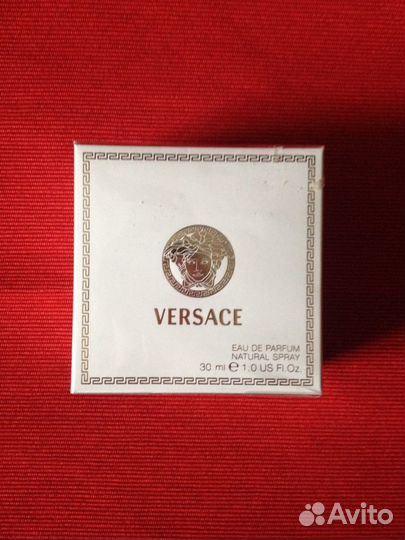 VERSACE
EAU DE PARFUM
NATURAL SPRAY
30 ml e 1.0 US Fl.Oz.
Avito